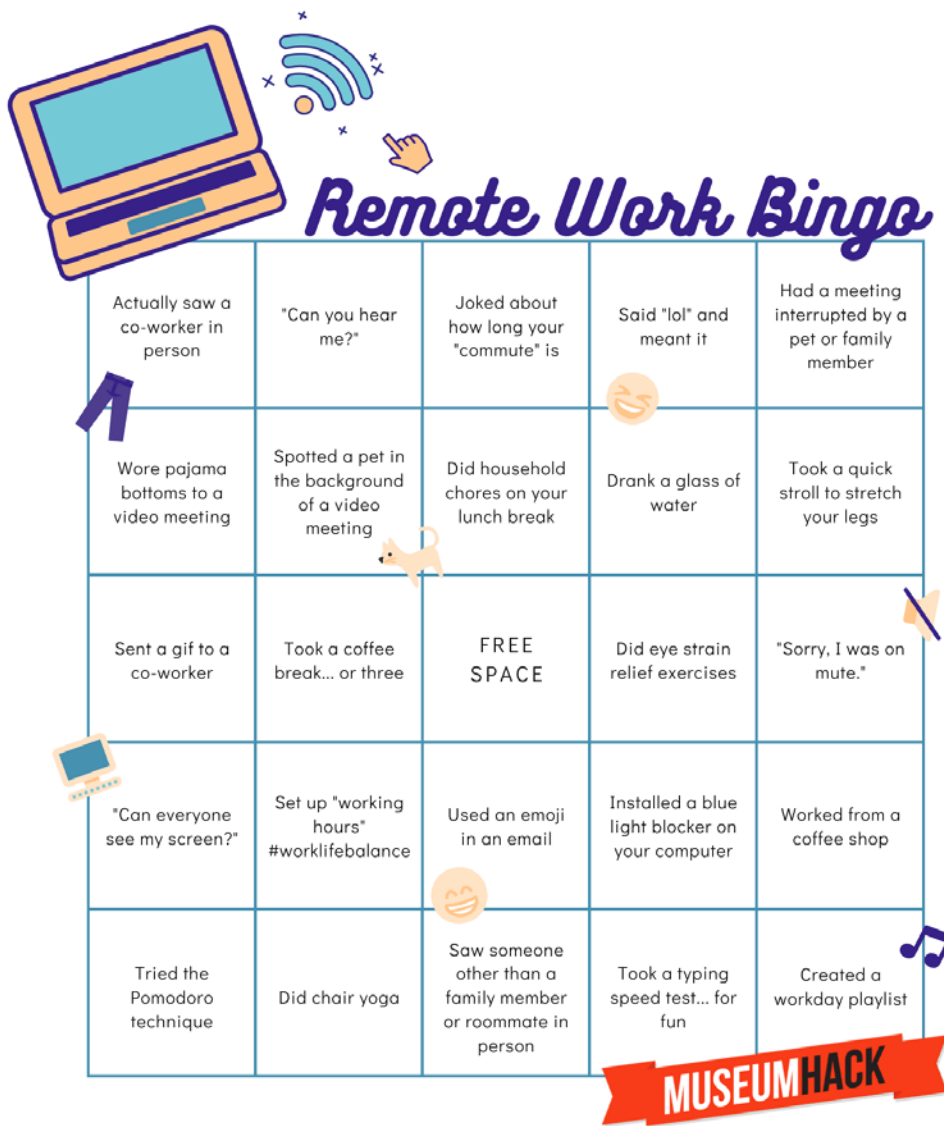 Remote Work Bingo
Actually saw a
co-worker in
person
"Can you hear
me?"
Joked about
how long your
"commute" is
Said "lol" and
meant it
Had a meeting
interrupted by a
pet or family
member
Wore pajama
bottoms to a
video meeting
Spotted a pet in
the background
of a video
meeting
Did household
chores on your
lunch break
Drank a glass of
water
Took a quick
stroll to stretch
your legs
Sent a gif to a
co-worker
Took a coffee
break... or three
FREE
SPACE
Did eye strain
relief exercises
"Sorry, I was on
mute."
"Can everyone
see my screen?"
Set up "working
hours"
#worklifebalance
Used an emoji
in an email
Installed a blue
light blocker on
your computer
Worked from a
coffee shop
Tried the
Pomodoro
technique
Did chair yoga
Saw someone
other than a
family member
or roommate in
person
Took a typing
speed test... for
fun
Created a
workday playlist
MUSEUMHACK